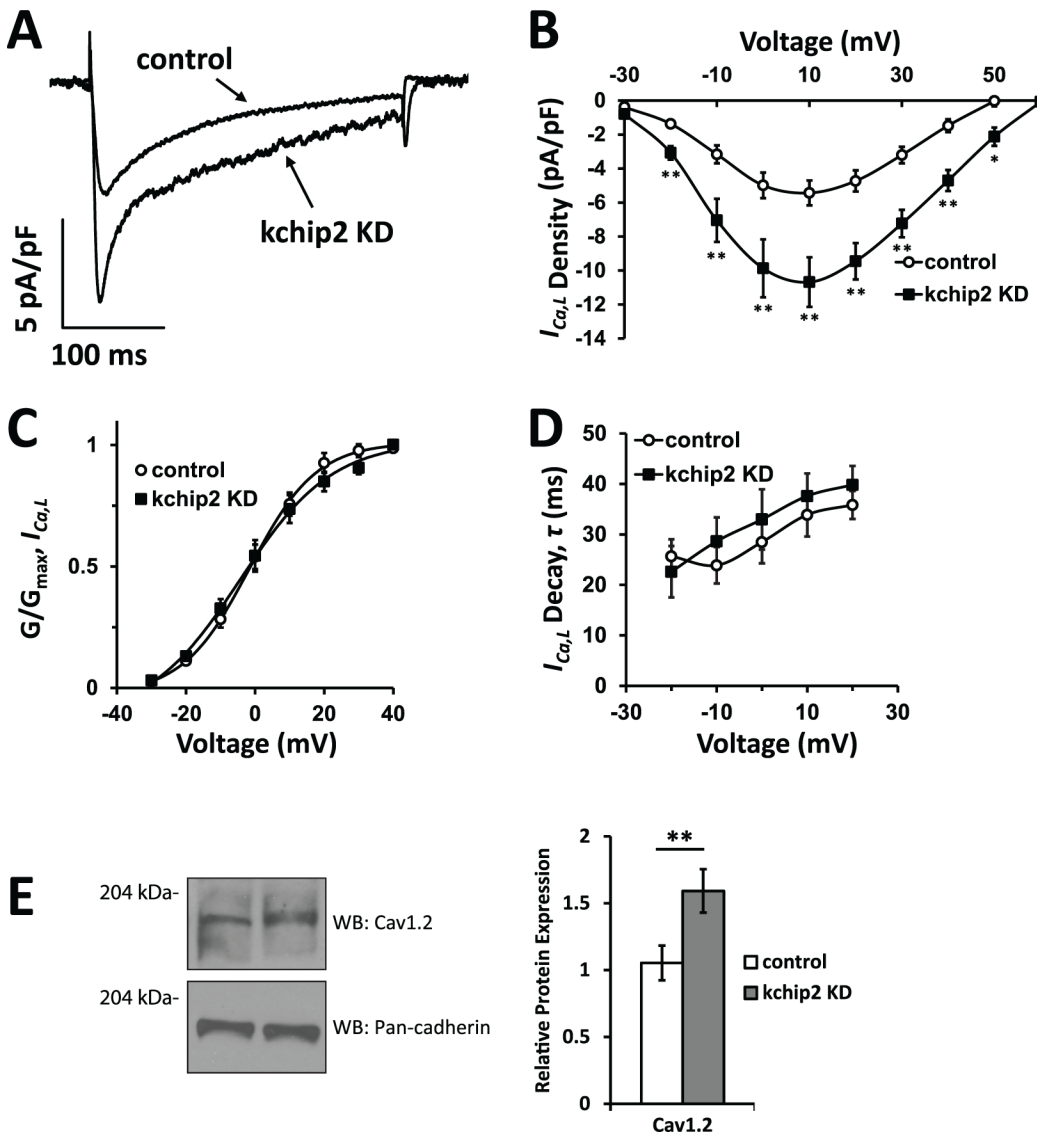 A
control
kchip2 KD
5 pA/pF
100 ms
B
Voltage (mV)
-30 -10 10 30 50
0
-2
-4
-6
-8
-10
-12
-14
I_Ca,L Density (pA/pF)
** ** ** ** ** ** ** *
control
kchip2 KD
C
G/Gmax, I_Ca,L
1
0.5
0
control
kchip2 KD
-40 -20 0 20 40
Voltage (mV)
D
I_Ca,L Decay, τ (ms)
50
40
30
20
10
0
control
kchip2 KD
-30 -10 10 30
Voltage (mV)
E
204 kDa-
WB: Cav1.2
204 kDa-
WB: Pan-cadherin
Relative Protein Expression
2
1.5
1
0.5
0
**
control
kchip2 KD
Cav1.2